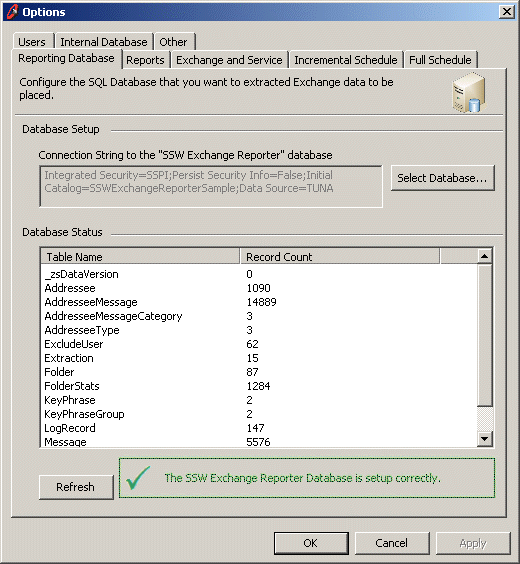 Options
Users Internal Database Other
Reporting Database Reports Exchange and Service Incremental Schedule Full Schedule
Configure the SQL Database that you want to extracted Exchange data to be
placed.
Database Setup
Connection String to the "SSW Exchange Reporter" database
Integrated Security=SSPI;Persist Security Info=False;Initial
Catalog=SSWExchangeReporterSample;Data Source=TUNA
Select Database...
Database Status
Table Name Record Count
_zsDataVersion 0
Addressee 1090
AddresseeMessage 14889
AddresseeMessageCategory 3
AddresseeType 3
ExcludeUser 62
Extraction 15
Folder 87
FolderStats 1284
KeyPhrase 2
KeyPhraseGroup 2
LogRecord 147
Message 5576
Refresh
The SSW Exchange Reporter Database is setup correctly.
OK Cancel Apply